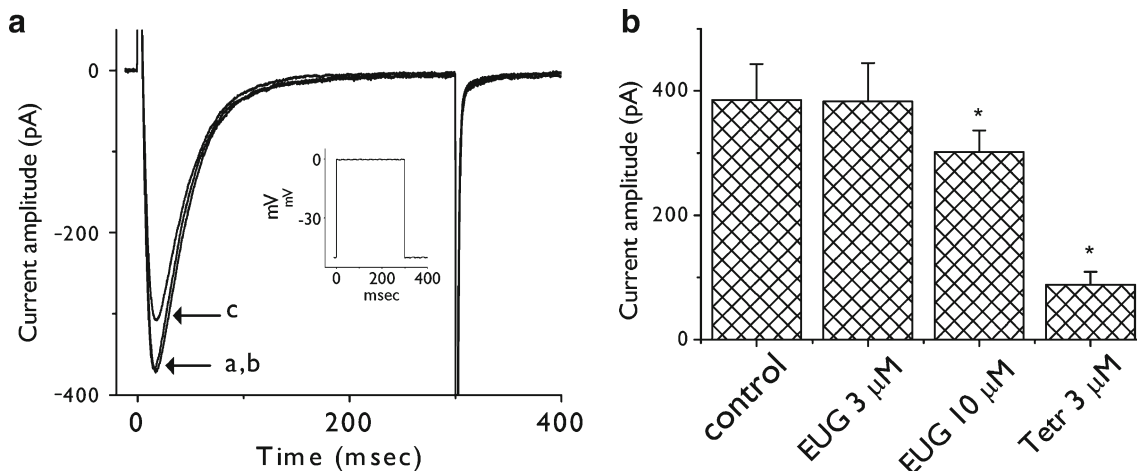 a
Current amplitude (pA)
0
-200
-400
0
200
400
Time (msec)
c
a,b
mV
mV
0
-30
0
200
400
msec
b
Current amplitude (pA)
400
200
0
*
*
control
EUG 3 μM
EUG 10 μM
Tetr 3 μM